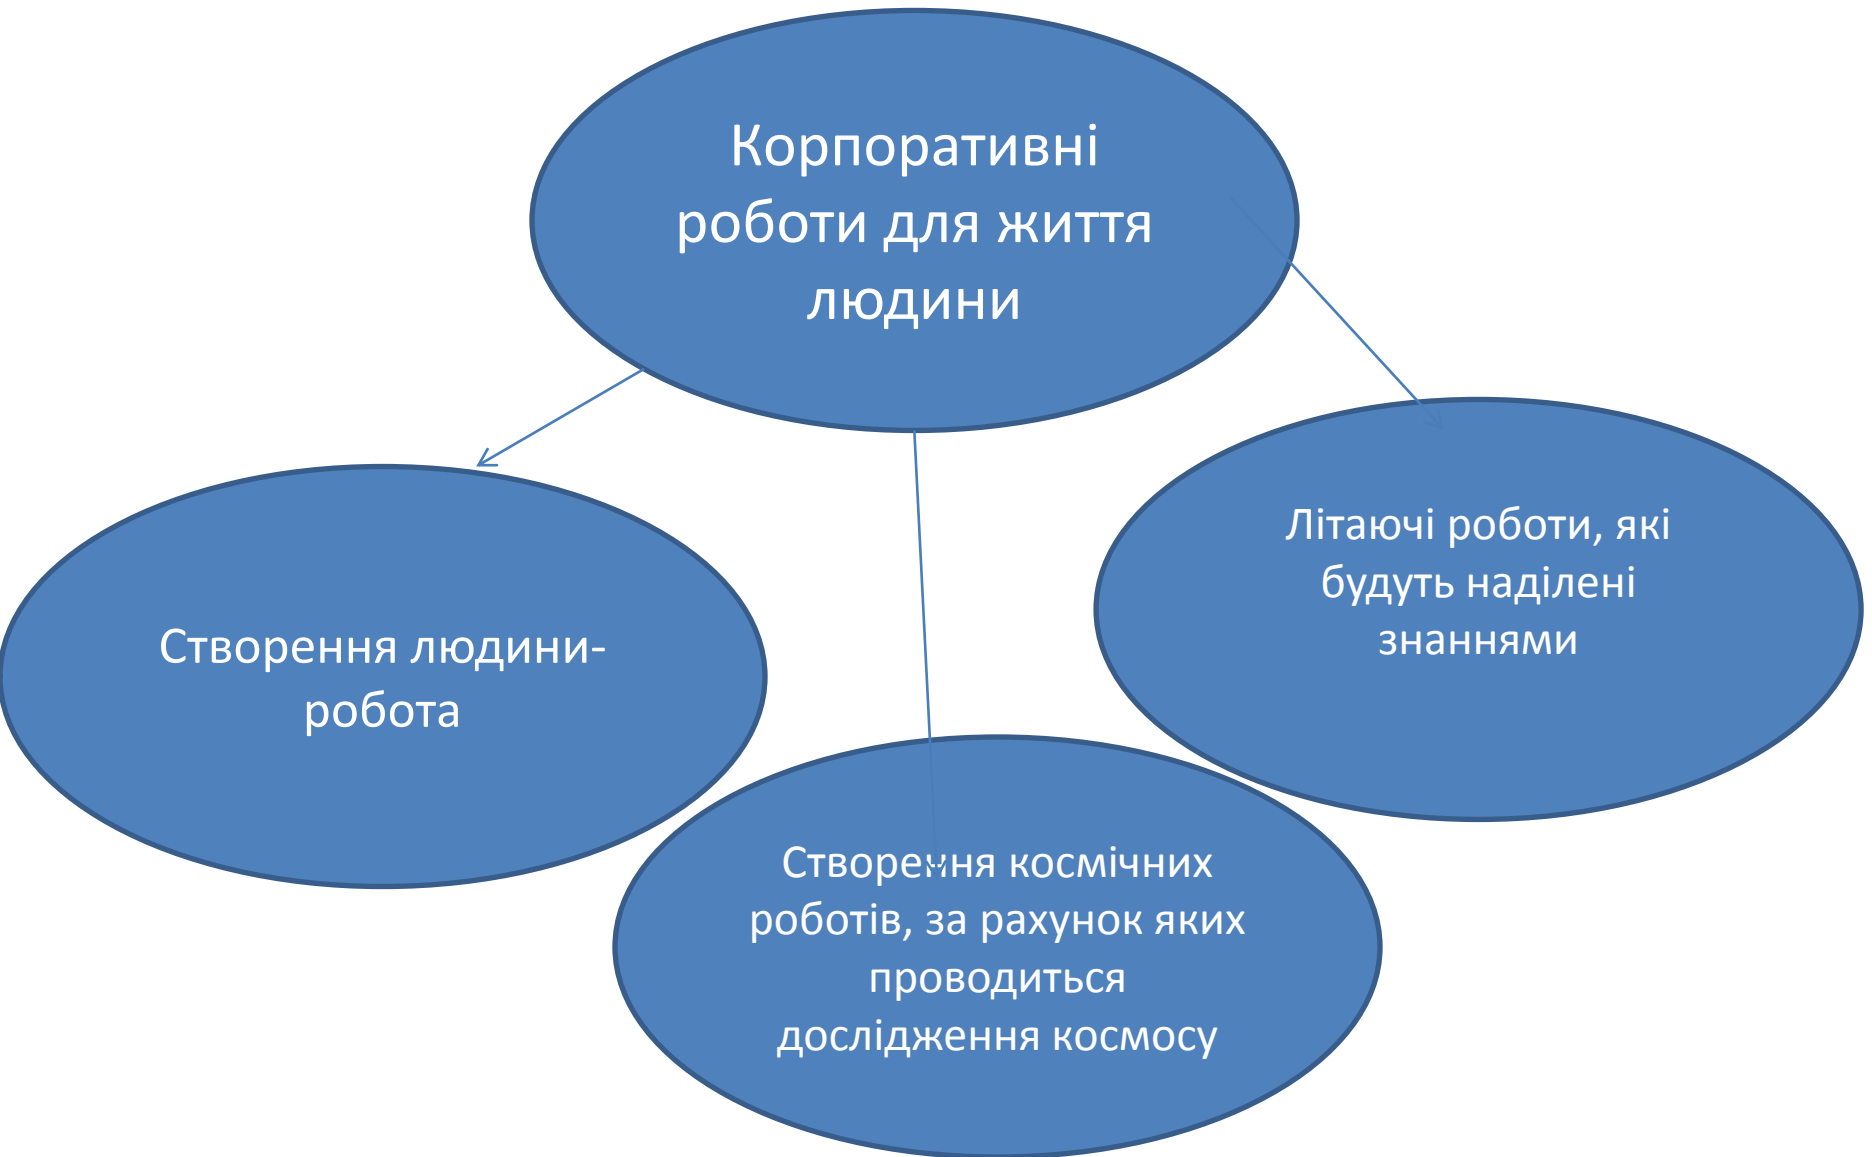 Корпоративні
роботи для життя
людини
Створення людини-
робота
Літаючі роботи, які
будуть наділені
знаннями
Створення космічних
роботів, за рахунок яких
проводиться
дослідження космосу